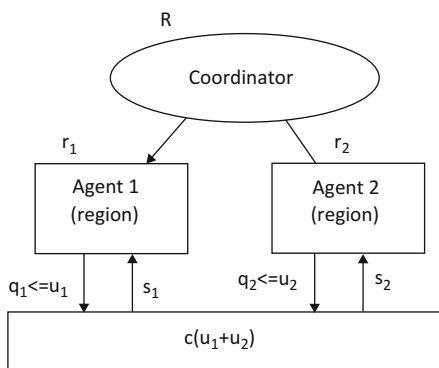 R
Coordinator
r₁
r₂
Agent 1
(region)
Agent 2
(region)
q₁<=u₁
s₁
q₂<=u₂
s₂
c(u₁+u₂)